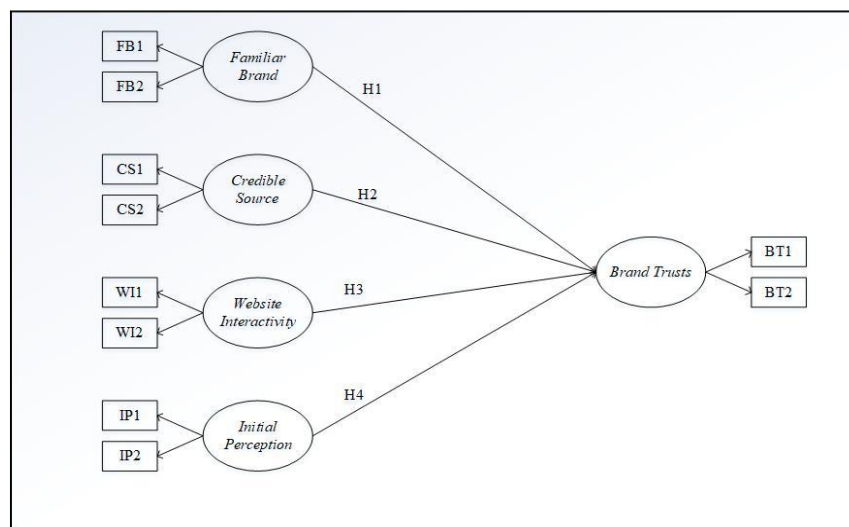 FB1
FB2
Familiar
Brand
H1
CS1
CS2
Credible
Source
H2
WI1
WI2
Website
Interactivity
H3
IP1
IP2
Initial
Perception
H4
Brand Trusts
BT1
BT2